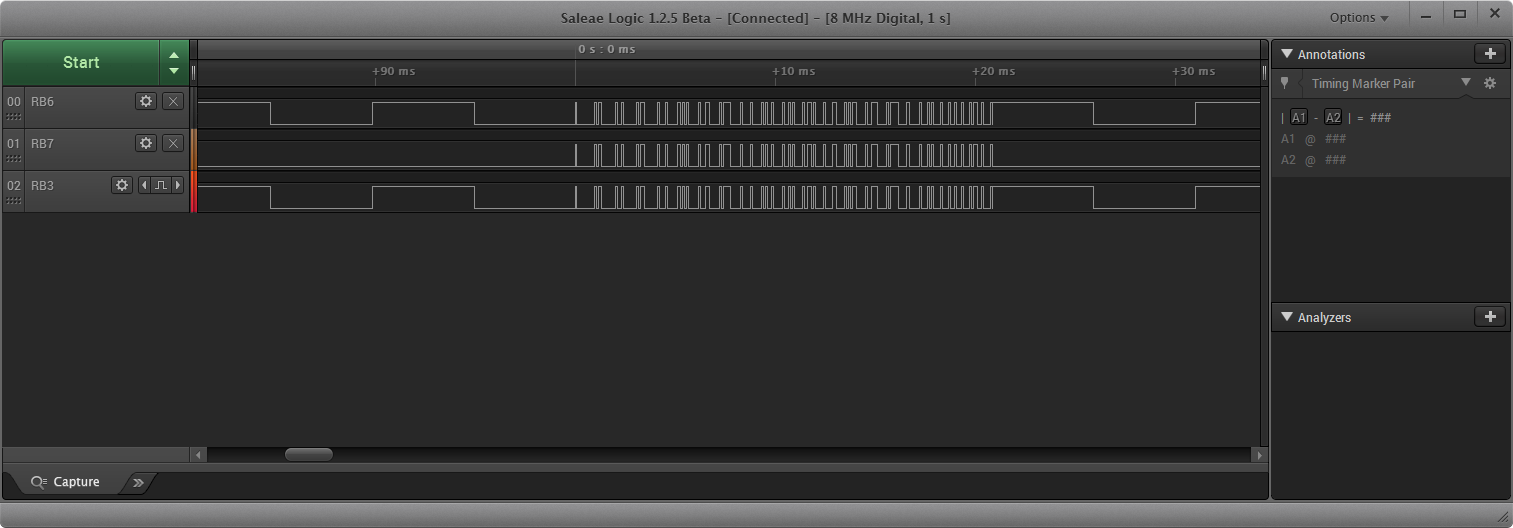 Saleae Logic 1.2.5 Beta - [Connected] - [8 MHz Digital, 1 s]
Options
Start
0 s : 0 ms
+90 ms
+10 ms
+20 ms
+30 ms
00 RB6
01 RB7
02 RB3
Annotations
Timing Marker Pair
| A1 - A2 | = ###
A1 @ ###
A2 @ ###
Analyzers
Capture